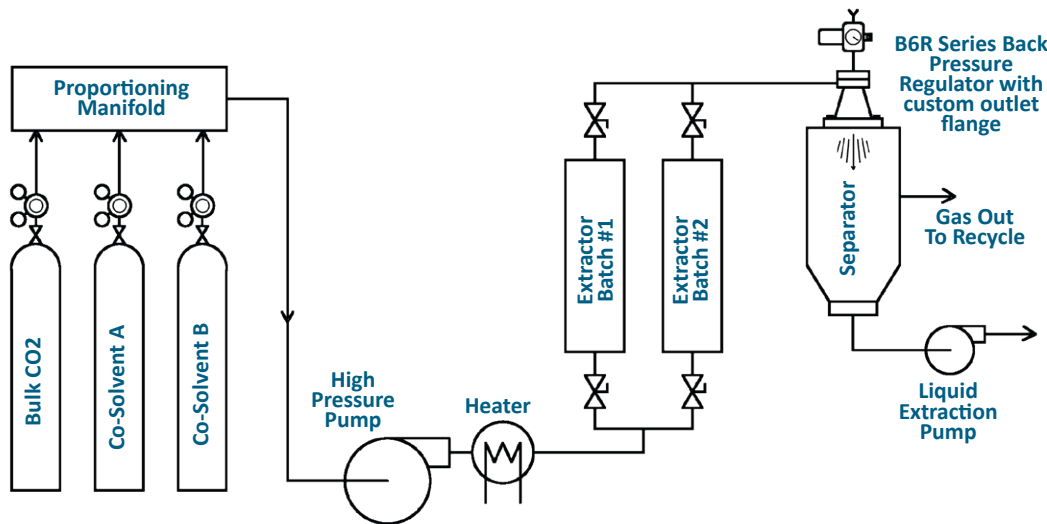 Proportioning
Manifold
Bulk CO2
Co-Solvent A
Co-Solvent B
High
Pressure
Pump
Heater
Extractor
Batch #1
Extractor
Batch #2
B6R Series Back
Pressure
Regulator with
custom outlet
flange
Separator
Gas Out
To Recycle
Liquid
Extraction
Pump